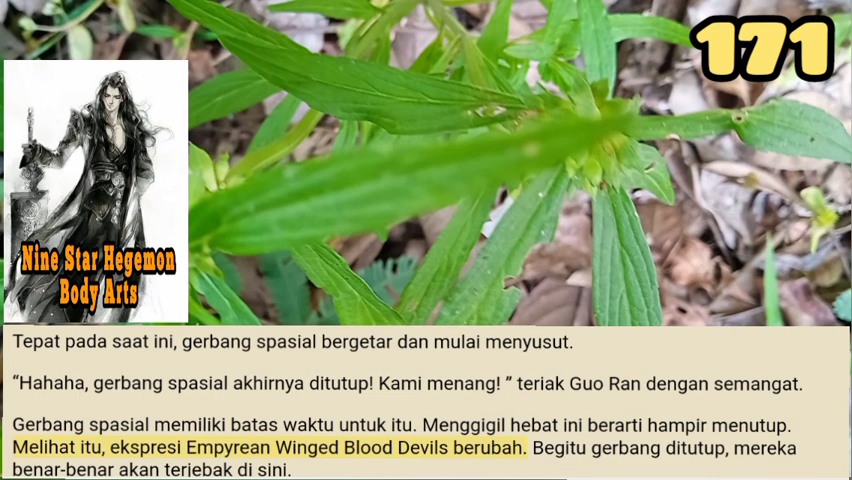 171
Nine Star Hegemon
Body Arts
Tepat pada saat ini, gerbang spasial bergetar dan mulai menyusut.
“Hahaha, gerbang spasial akhirnya ditutup! Kami menang! ” teriak Guo Ran dengan semangat.
Gerbang spasial memiliki batas waktu untuk itu. Menggigil hebat ini berarti hampir menutup.
Melihat itu, ekspresi Empyrean Winged Blood Devils berubah. Begitu gerbang ditutup, mereka
benar-benar akan terjebak di sini.